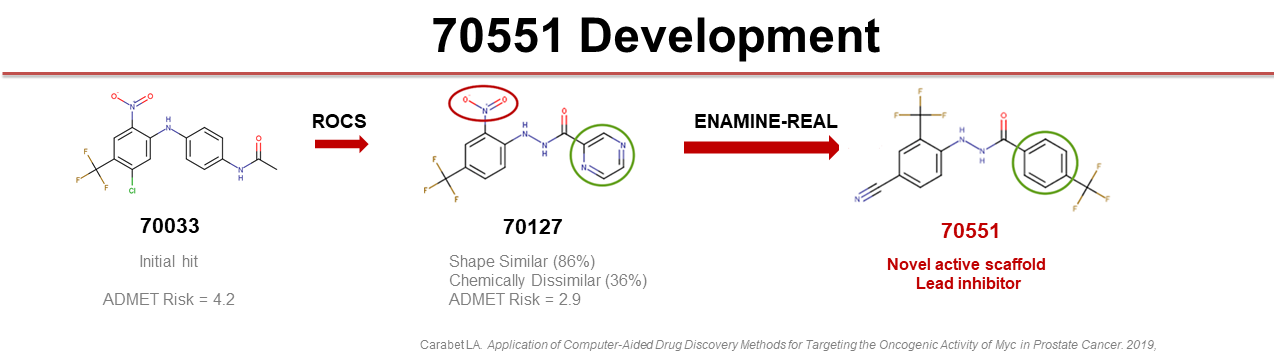 70551 Development
ROCS
ENAMINE-REAL
70033
Initial hit
ADMET Risk = 4.2
70127
Shape Similar (86%)
Chemically Dissimilar (36%)
ADMET Risk = 2.9
70551
Novel active scaffold
Lead inhibitor
Carabet LA. Application of Computer-Aided Drug Discovery Methods for Targeting the Oncogenic Activity of Myc in Prostate Cancer. 2019,